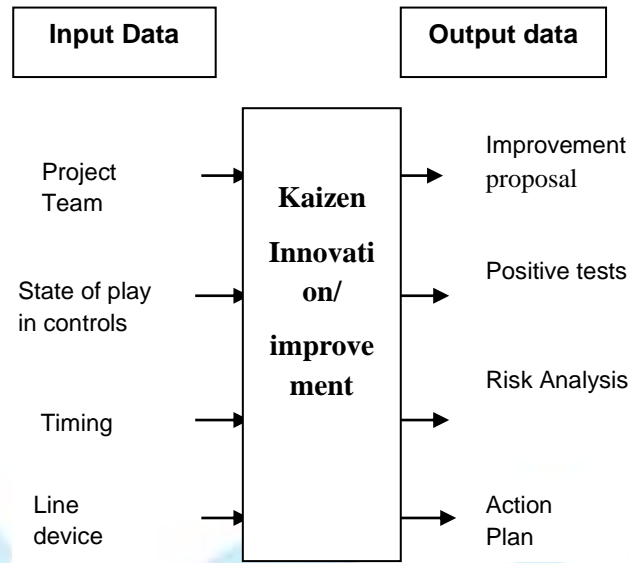 Input Data
Output data
Project
Team
State of play
in controls
Timing
Line
device
Kaizen
Innovati
on/
improve
ment
Improvement
proposal
Positive tests
Risk Analysis
Action
Plan